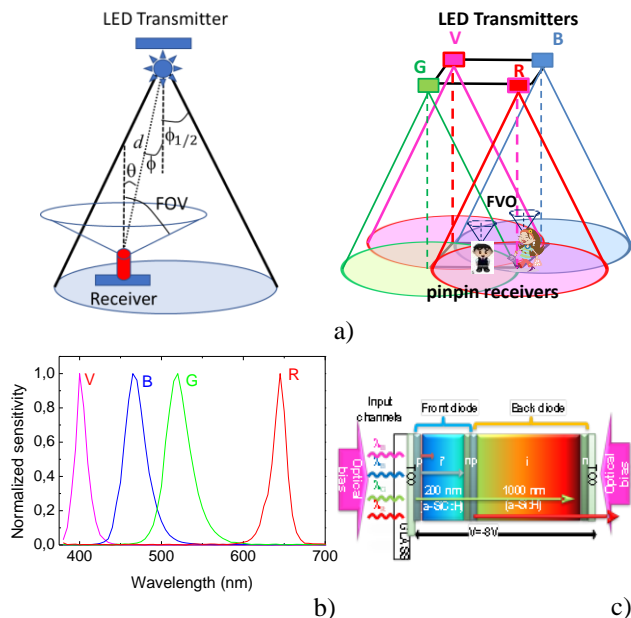 LED Transmitter
d
ϕ
ϕ1/2
θ
FOV
Receiver
LED Transmitters
V
B
G
R
FVO
pinpin receivers
a)
Normalized sensitivity
1,0
0,8
0,6
0,4
0,2
0,0
V
B
G
R
400
500
600
700
Wavelength (nm)
b)
Input
channels
Front diode
Back diode
Optical
bias
TCO
p
i'
np
i
n
TCO
Optical
bias
200 nm
(a-SiC:H)
1000 nm
(a-Si:H)
GLASS
V=-8V
c)